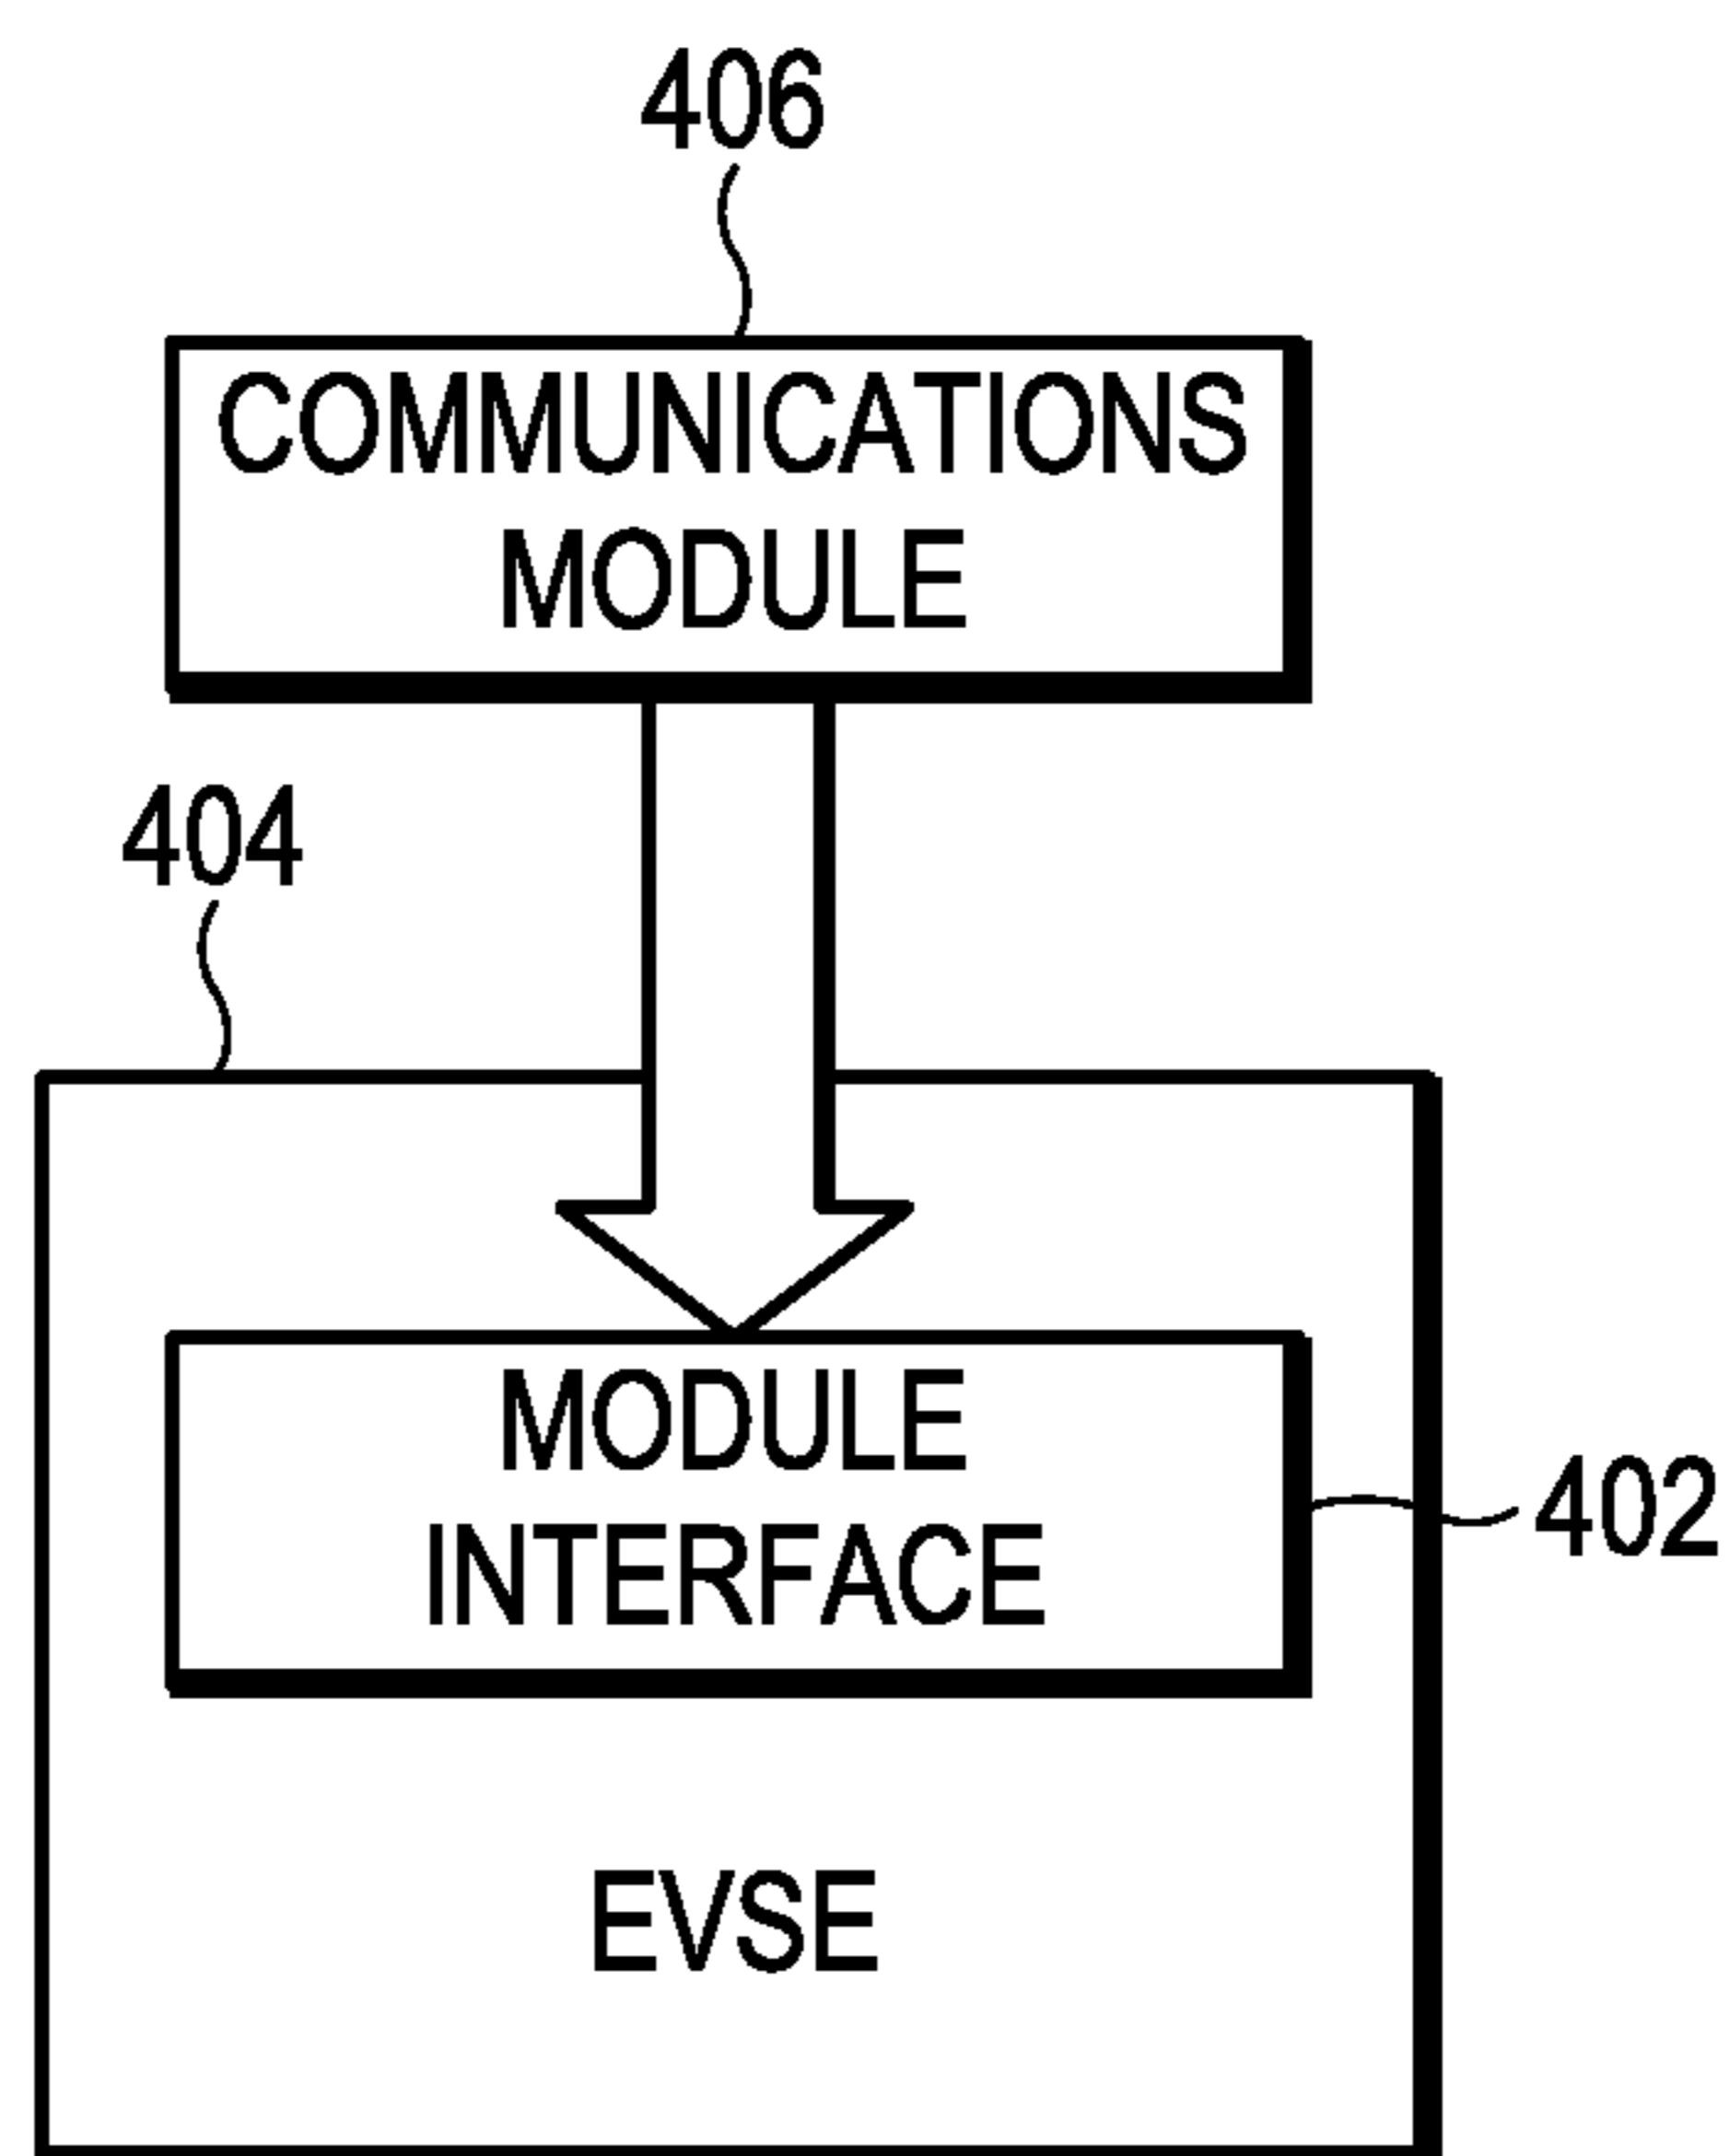 406
COMMUNICATIONS
MODULE
404
MODULE
INTERFACE
402
EVSE